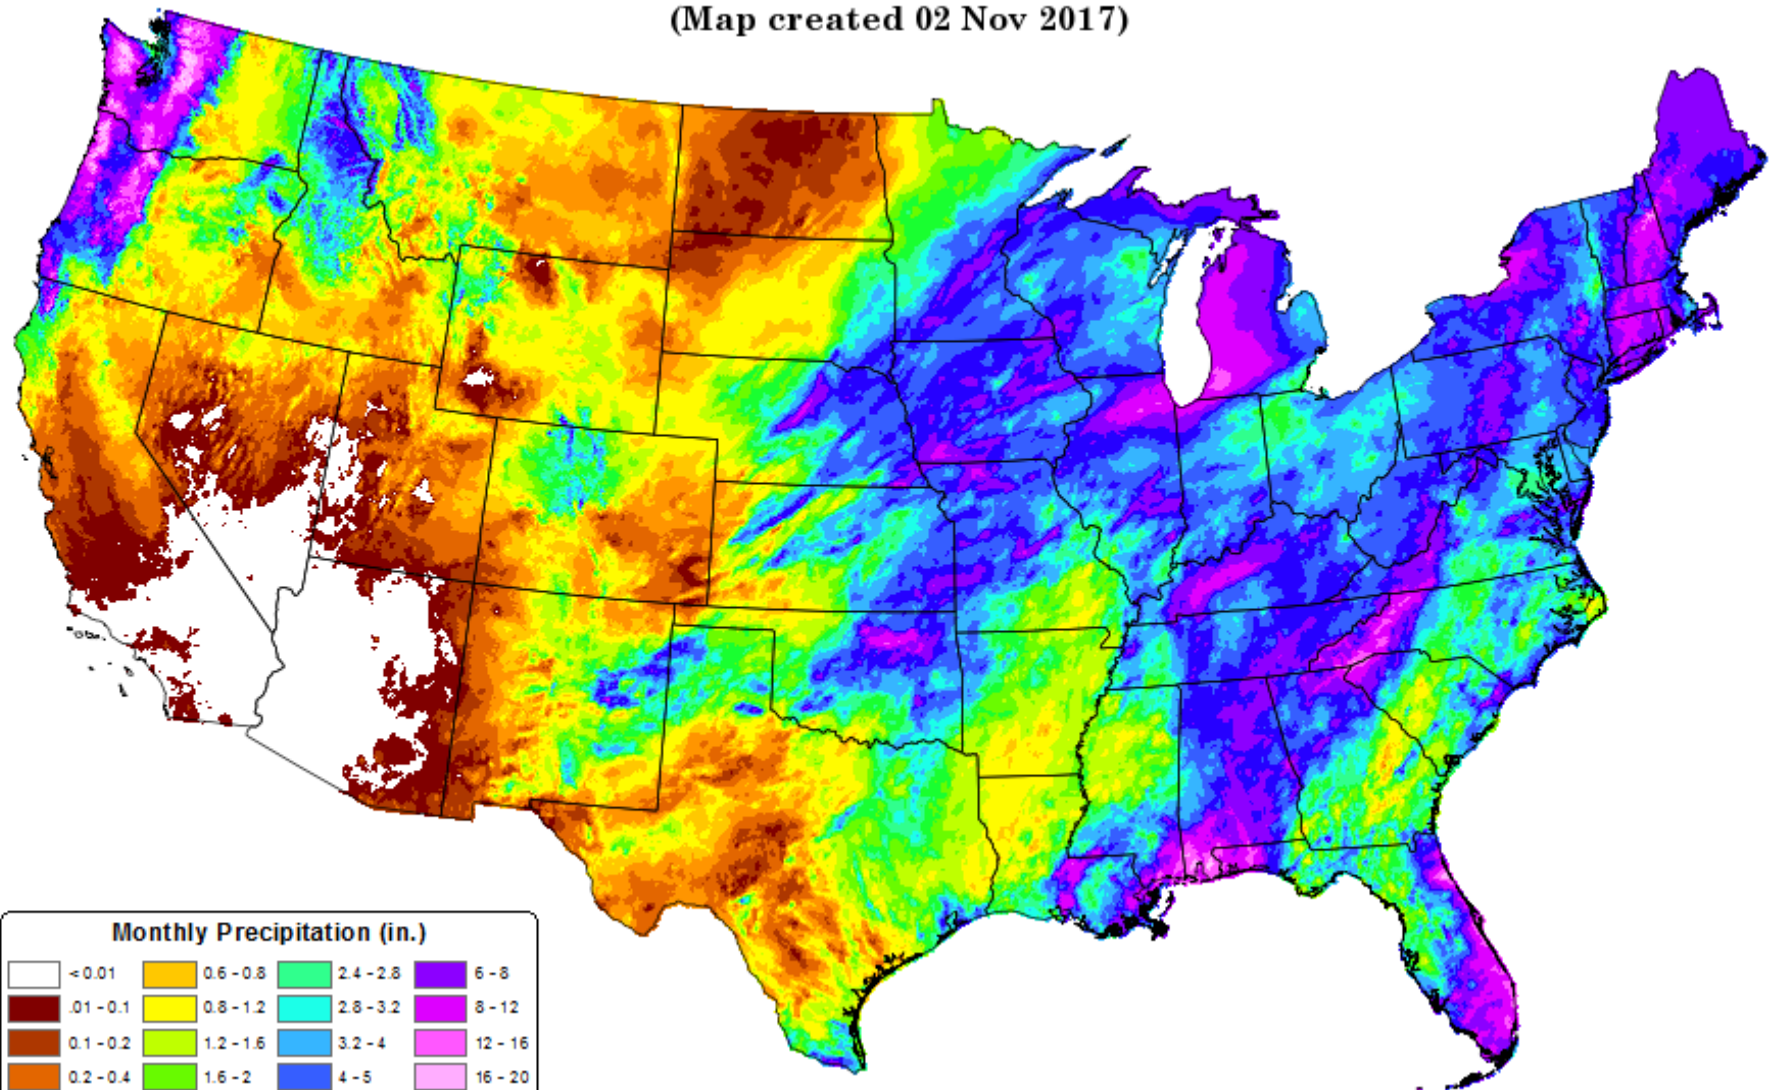 (Map created 02 Nov 2017)
Monthly Precipitation (in.)
< 0.01 0.6 - 0.8 2.4 - 2.8 6 - 8
.01 - 0.1 0.8 - 1.2 2.8 - 3.2 8 - 12
0.1 - 0.2 1.2 - 1.6 3.2 - 4 12 - 16
0.2 - 0.4 1.6 - 2 4 - 5 16 - 20